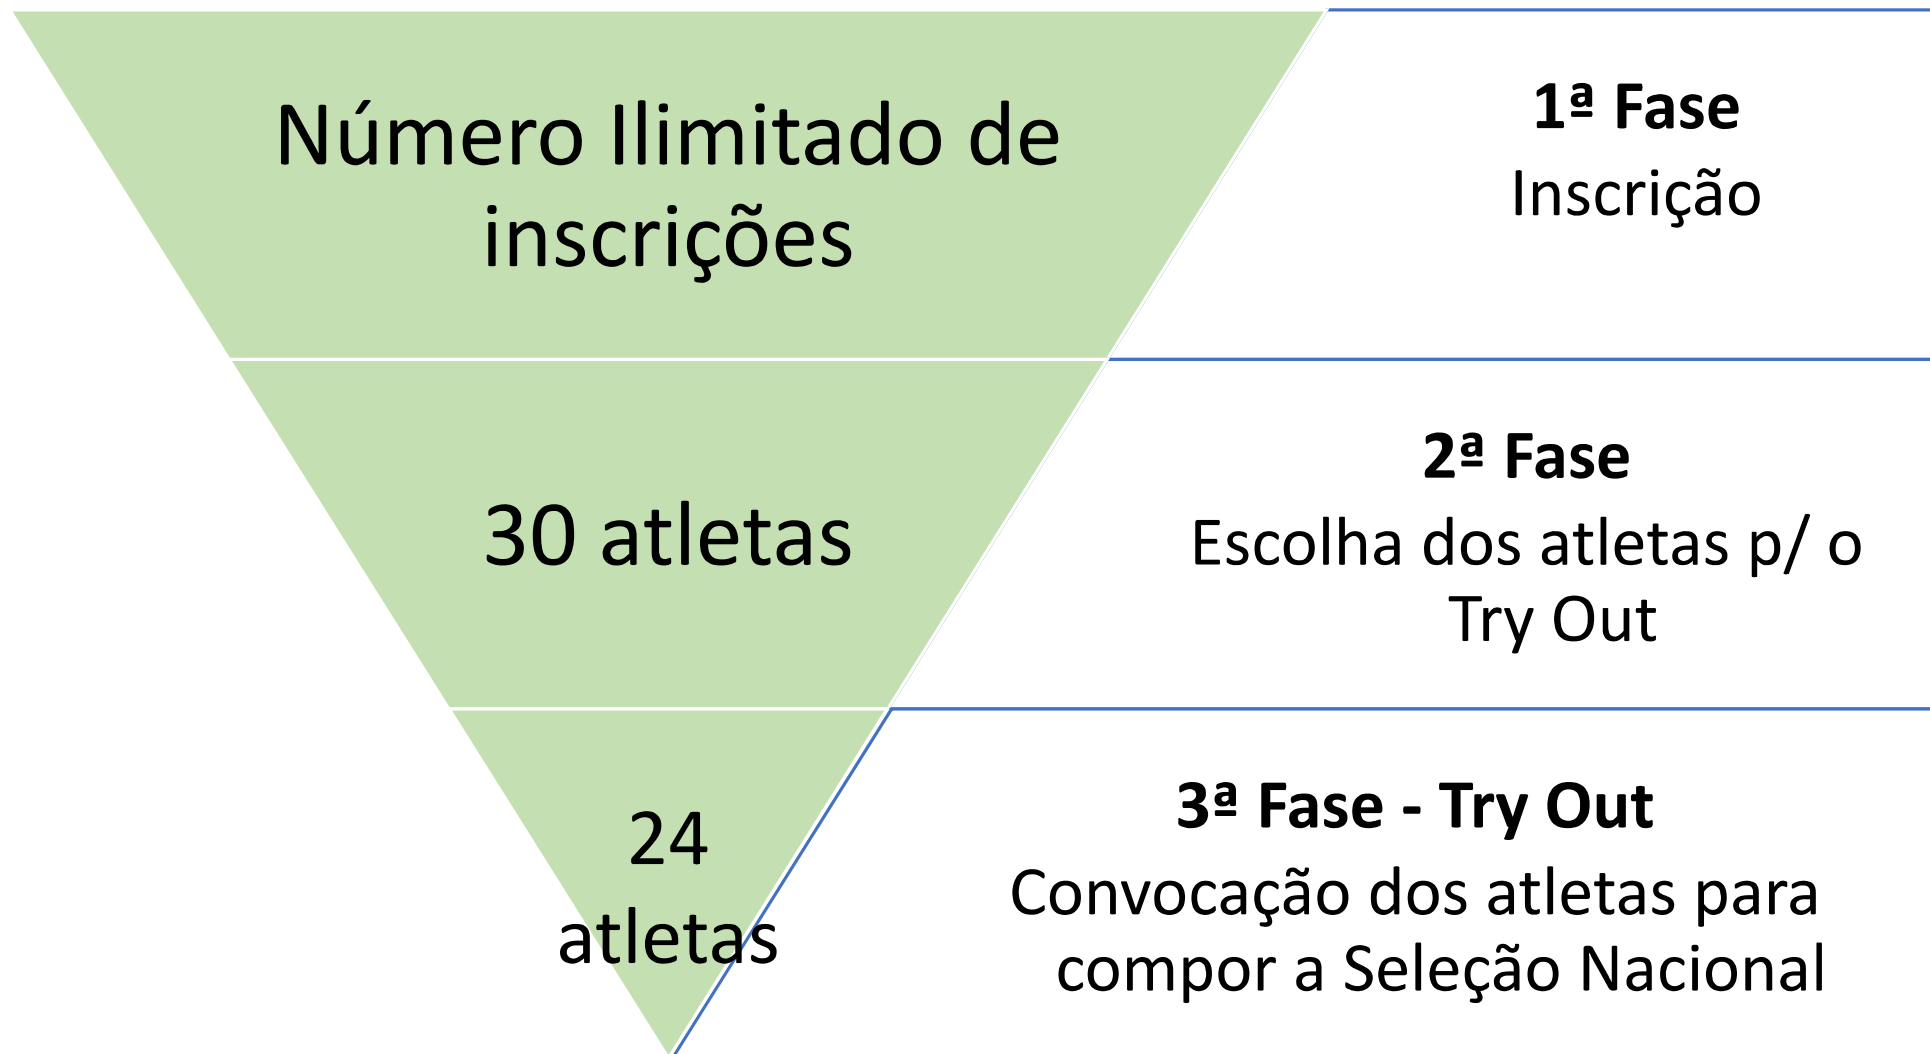 Número Ilimitado de
inscrições
1ª Fase
Inscrição
30 atletas
2ª Fase
Escolha dos atletas p/ o
Try Out
24
atletas
3ª Fase - Try Out
Convocação dos atletas para
compor a Seleção Nacional